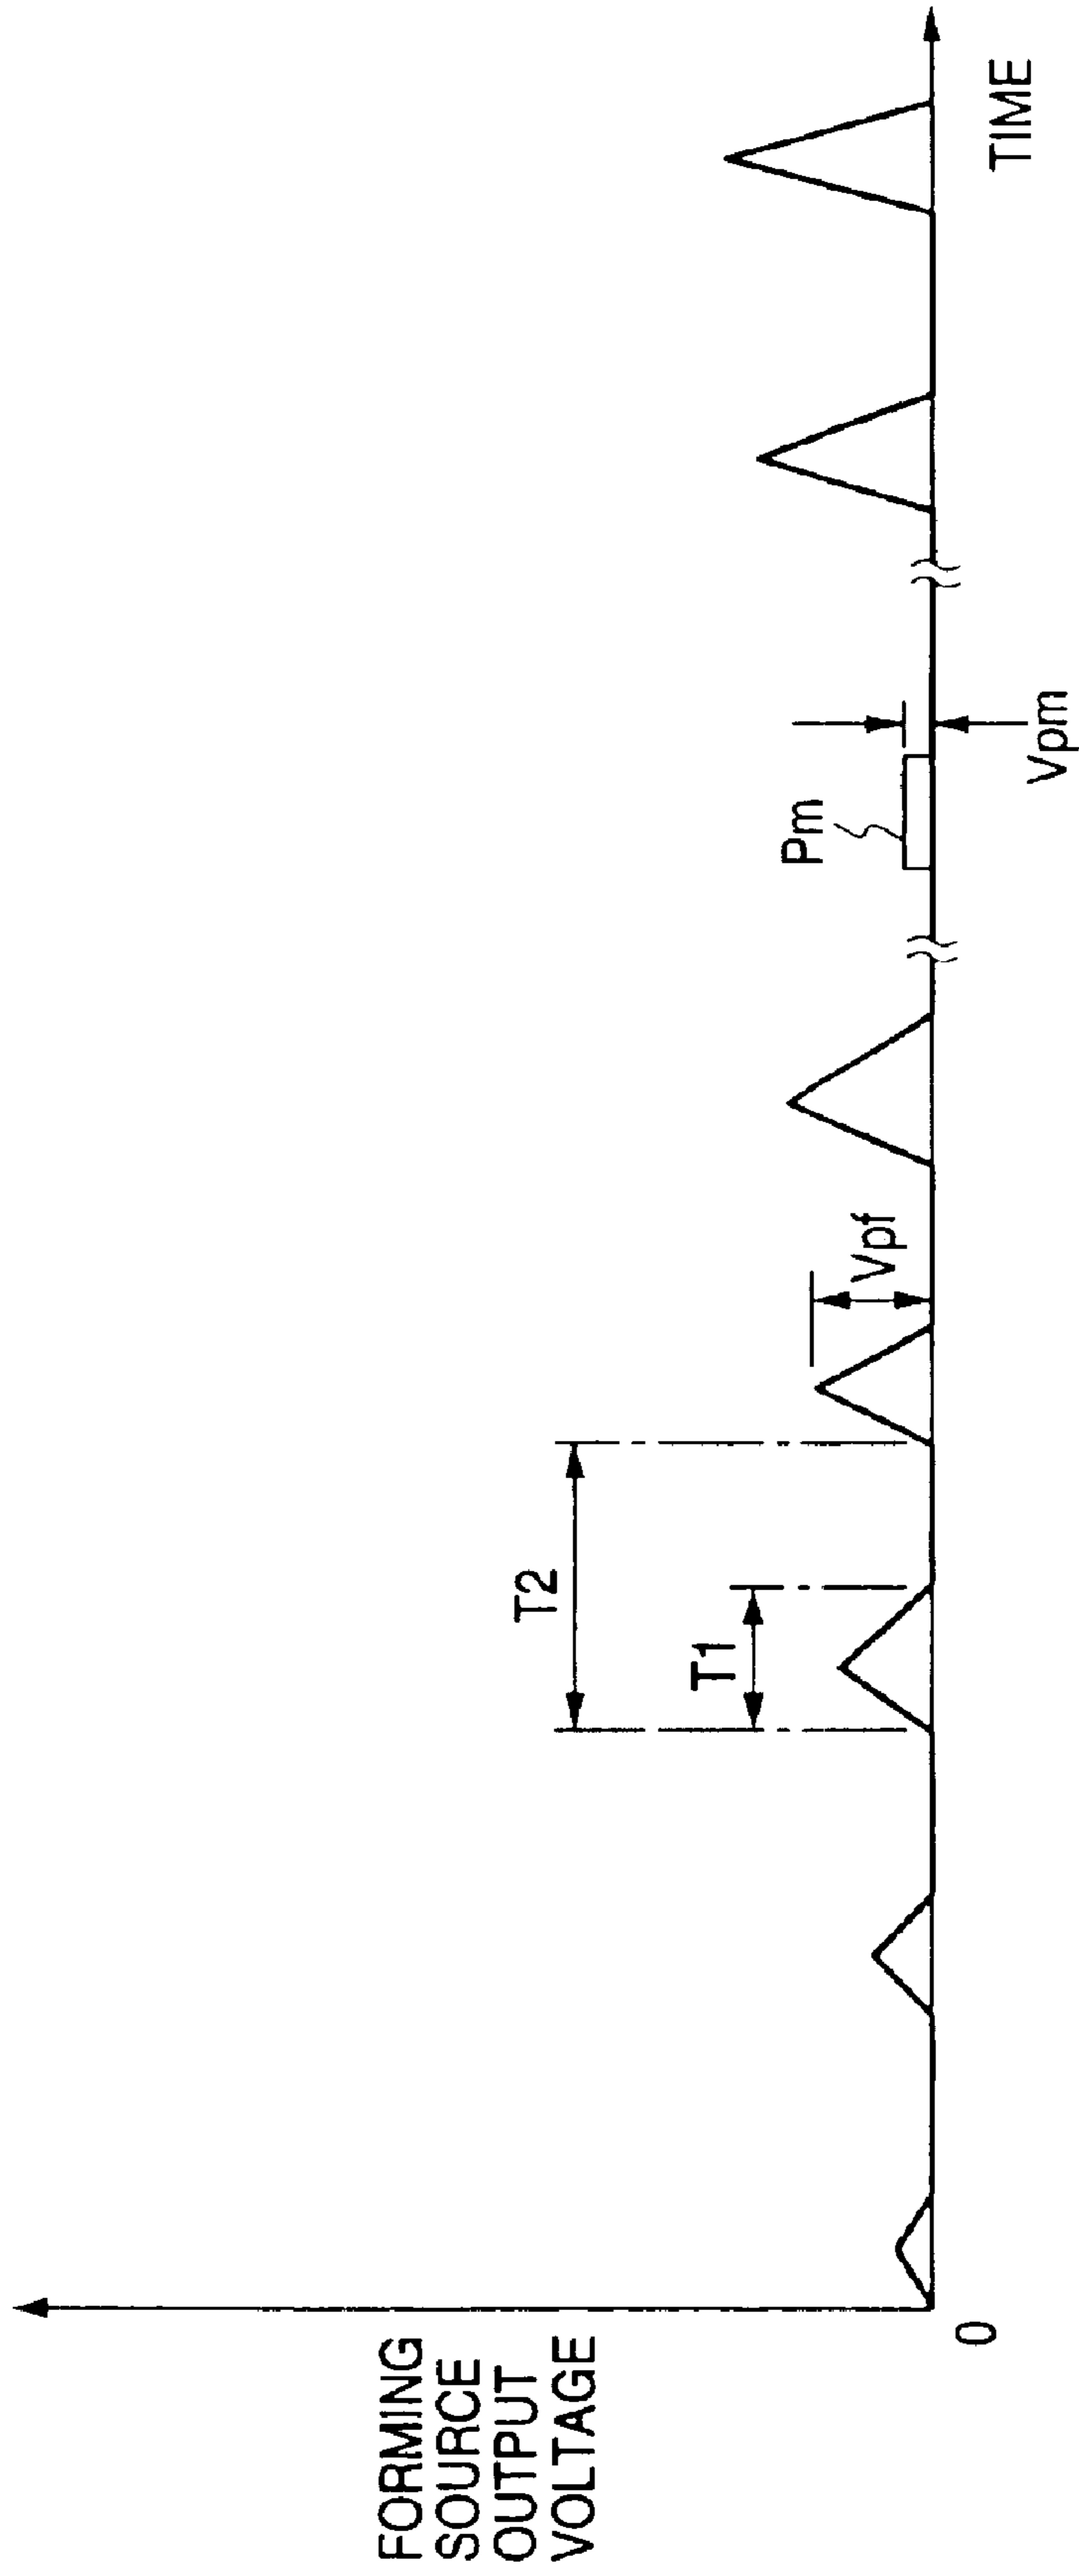 FORMING
SOURCE
OUTPUT
VOLTAGE
T2
T1
Vpf
Pm
Vpm
0
TIME